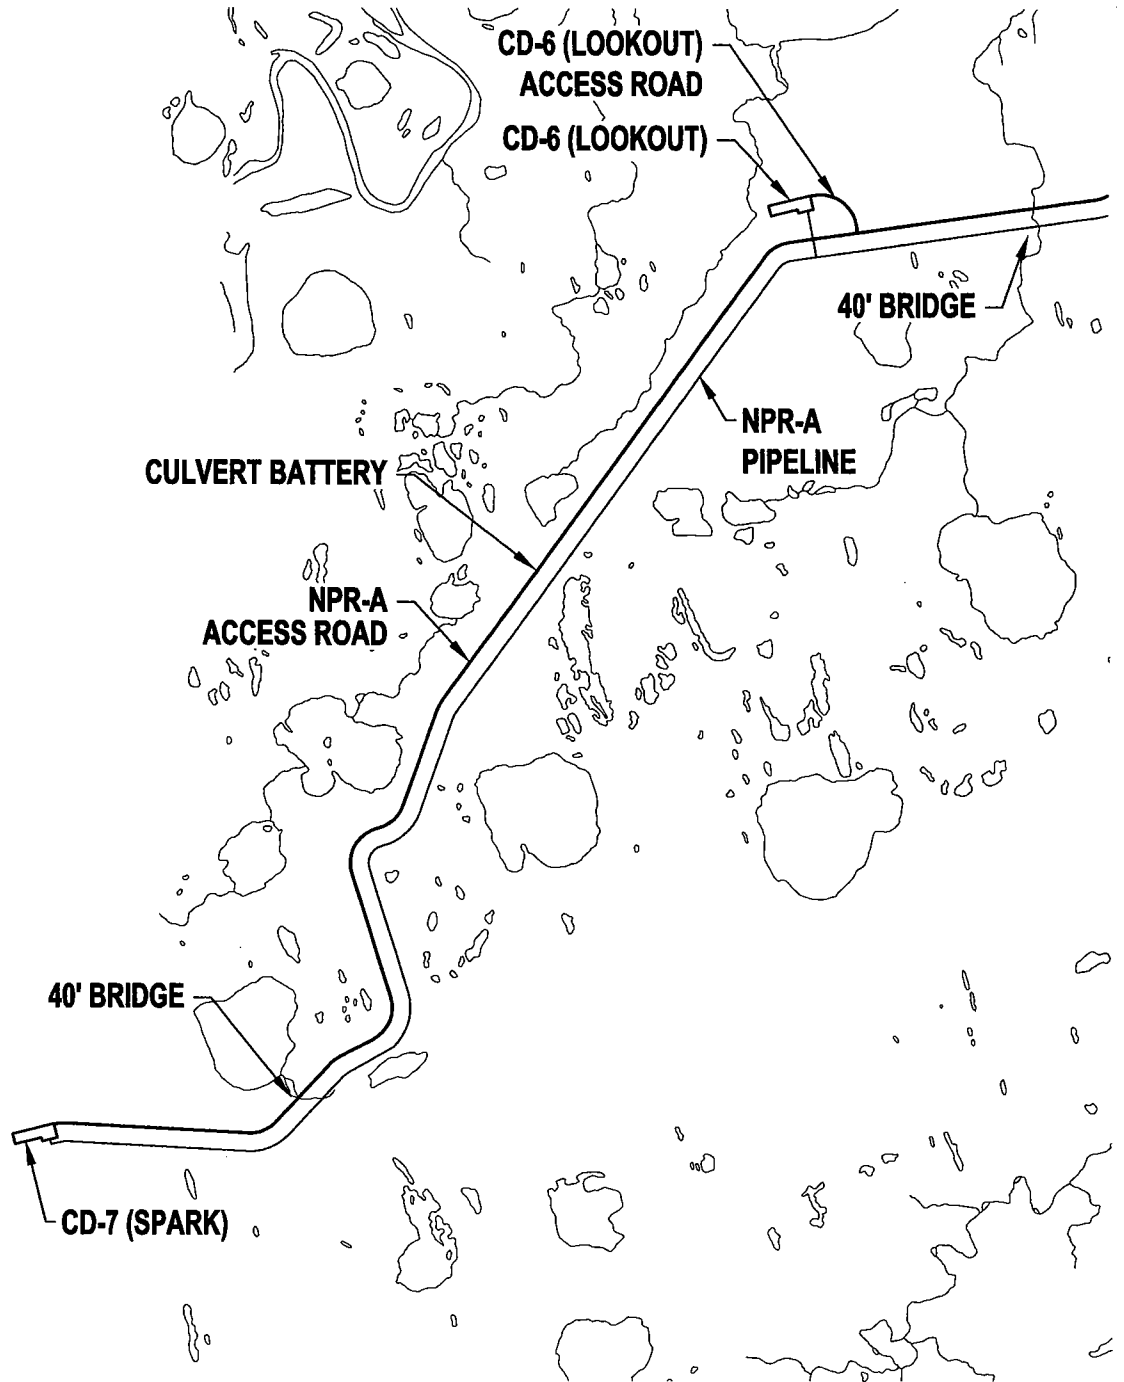 CD-6 (LOOKOUT)
ACCESS ROAD
CD-6 (LOOKOUT)
40' BRIDGE
NPR-A
PIPELINE
CULVERT BATTERY
NPR-A
ACCESS ROAD
40' BRIDGE
CD-7 (SPARK)